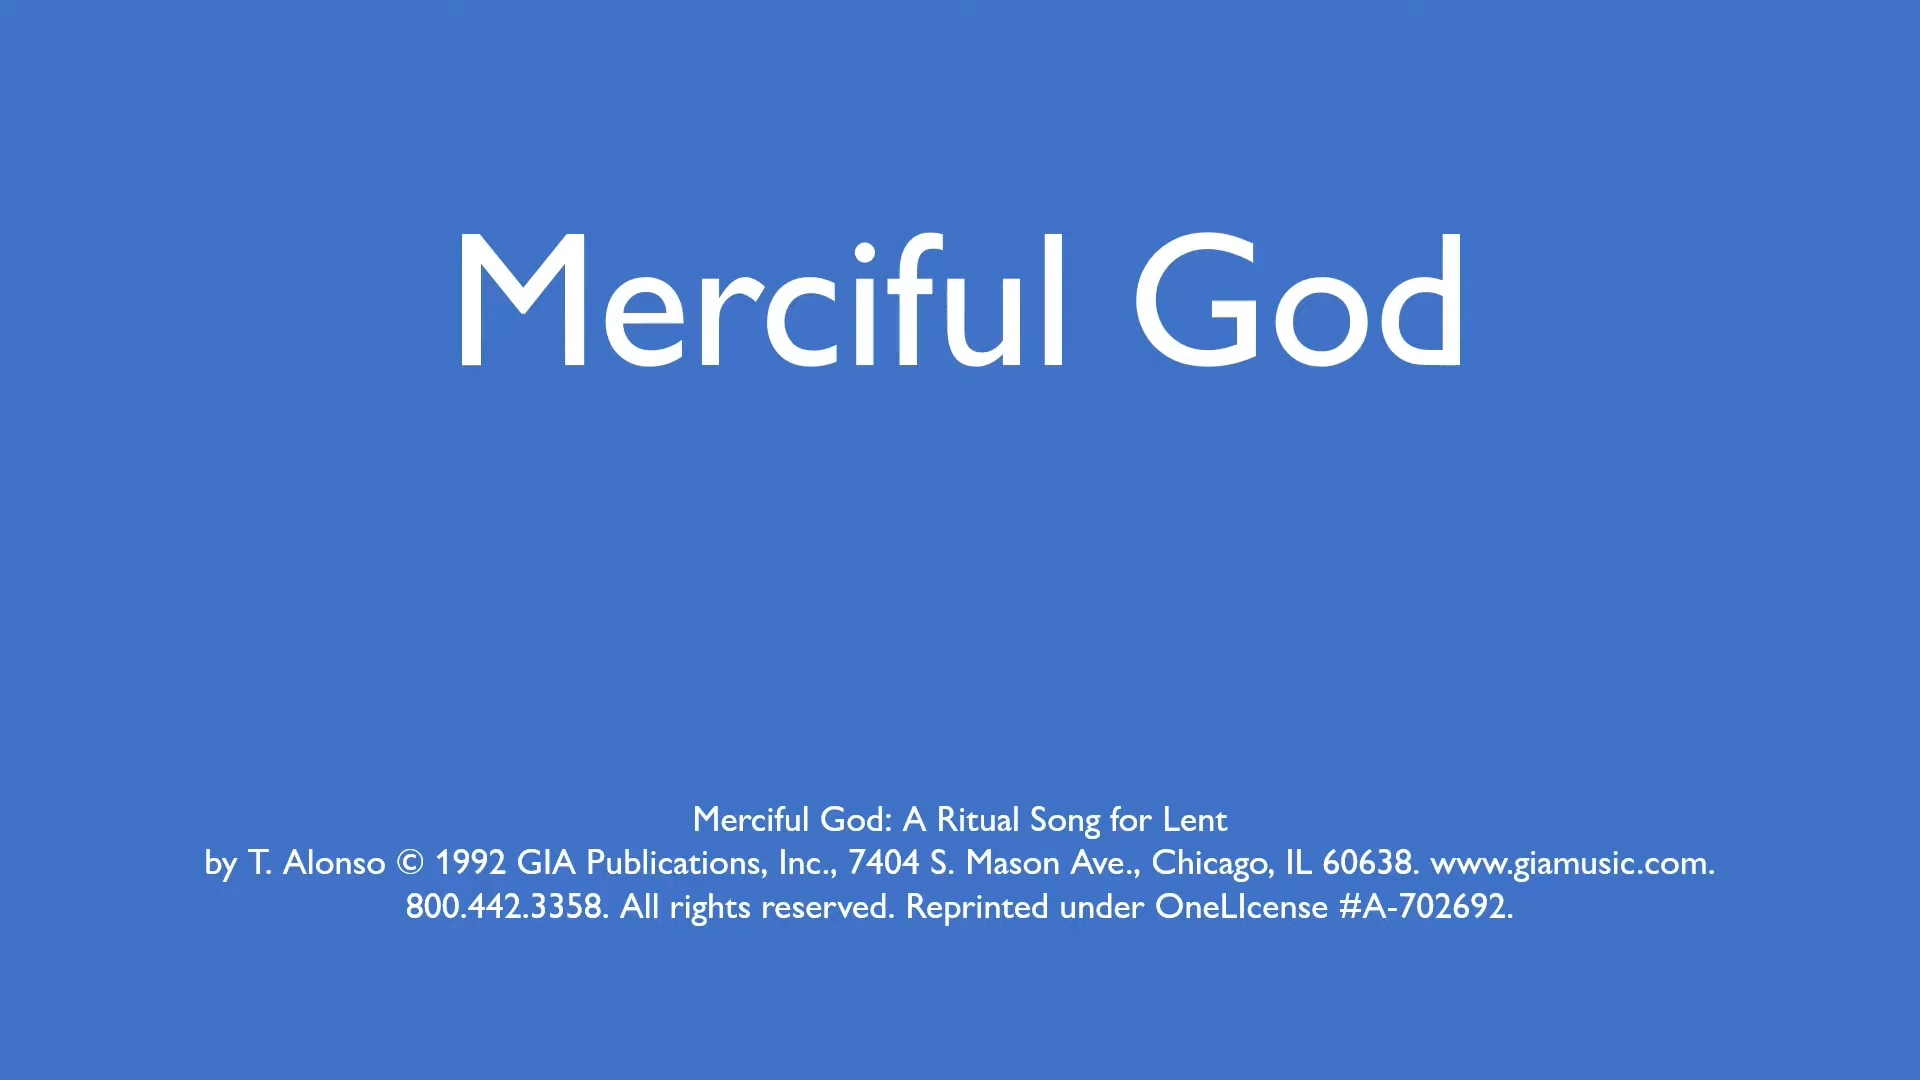 Merciful God
Merciful God: A Ritual Song for Lent
by T. Alonso © 1992 GIA Publications, Inc., 7404 S. Mason Ave., Chicago, IL 60638. www.giamusic.com.
800.442.3358. All rights reserved. Reprinted under OneLIcense #A-702692.